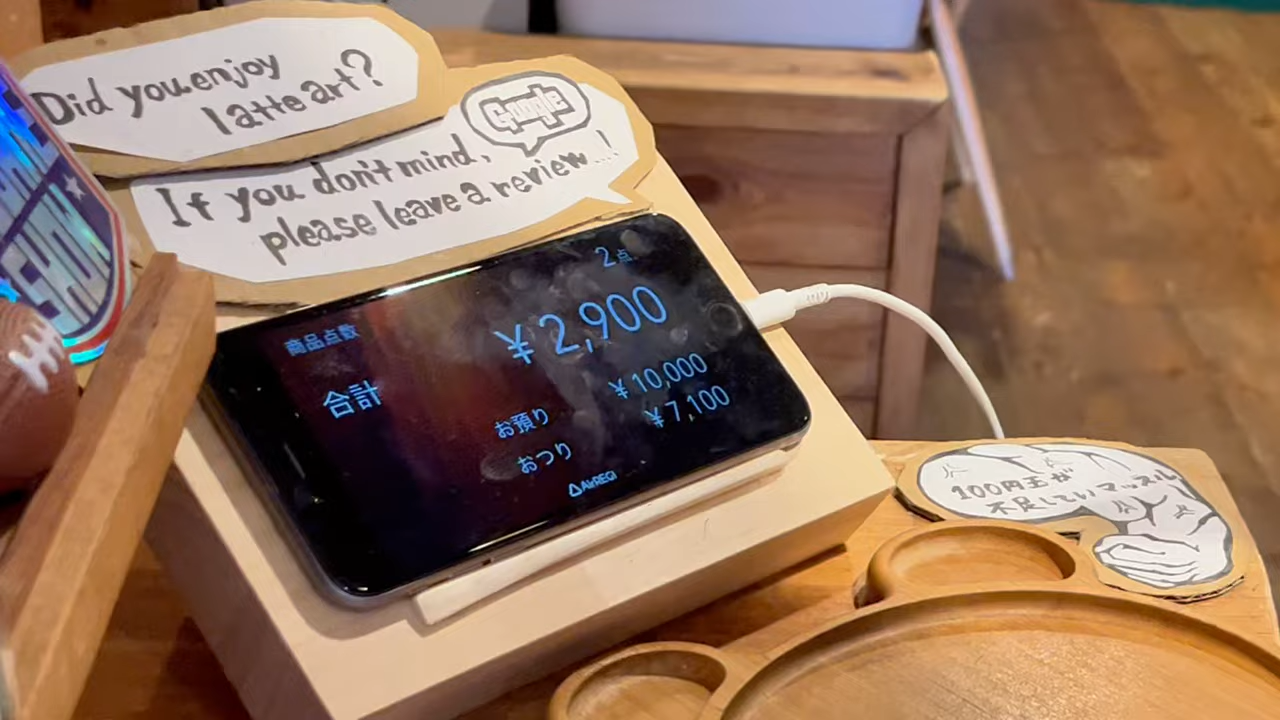 Did you enjoy
latte art?
If you don't mind,
Google
please leave a review...!
商品点数 2点
合計 ¥2,900
お預り ¥10,000
おつり ¥7,100
AirREGI
100円玉が
不足していマッスル